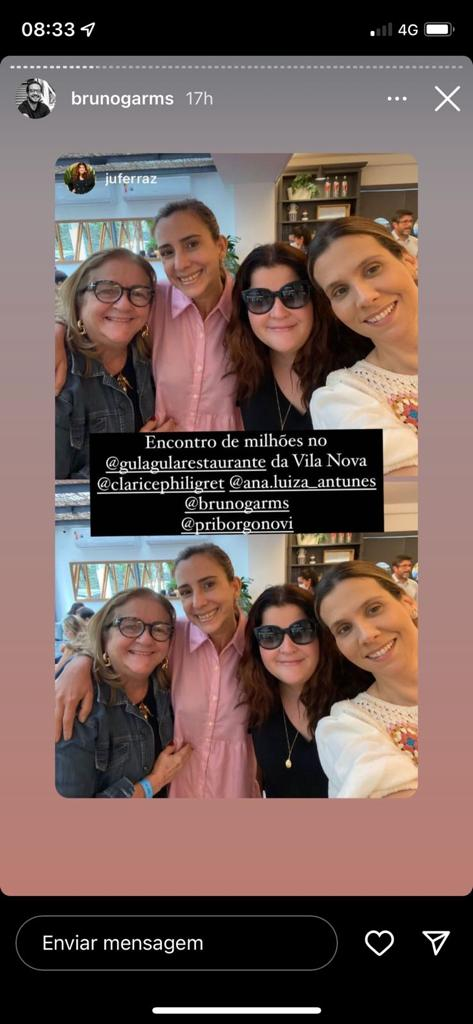 08:33
4G
brunogarms 17h
juferraz
Encontro de milhões no
@gulagularestaurante da Vila Nova
@claricephiligret @ana.luiza_antunes
@brunogarms
@priborgonovi
Enviar mensagem